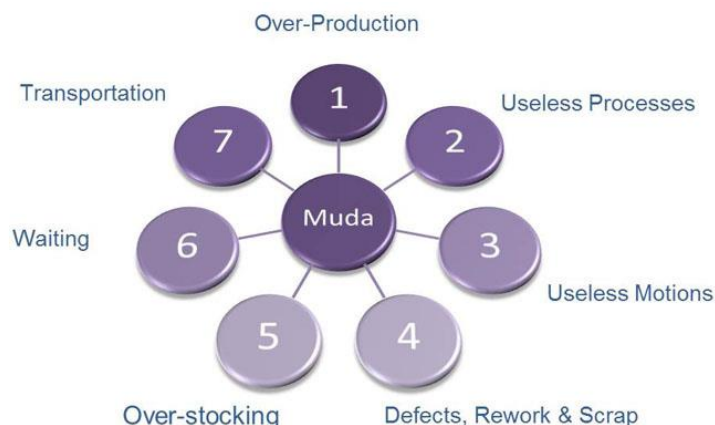 Over-Production
1
Transportation
7
2
Useless Processes
Muda
Waiting
6
3
Useless Motions
5
4
Over-stocking
Defects, Rework & Scrap